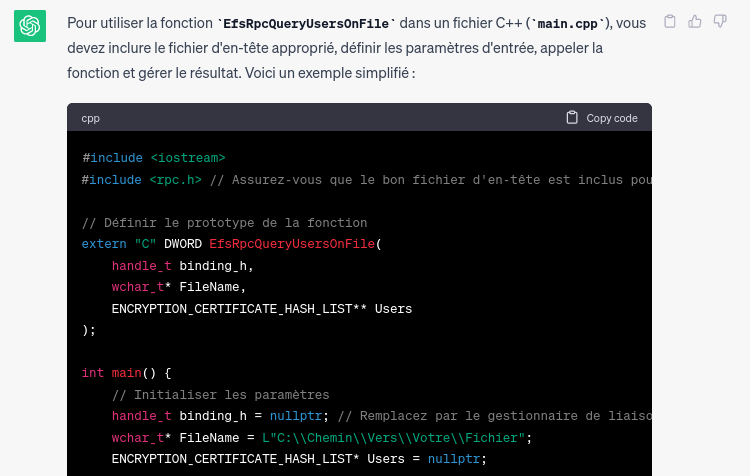 Pour utiliser la fonction `EfsRpcQueryUsersOnFile` dans un fichier C++ (`main.cpp`), vous
devez inclure le fichier d'en-tête approprié, définir les paramètres d'entrée, appeler la
fonction et gérer le résultat. Voici un exemple simplifié :
cpp
Copy code
#include <iostream>
#include <rpc.h> // Assurez-vous que le bon fichier d'en-tête est inclus pou
// Définir le prototype de la fonction
extern "C" DWORD EfsRpcQueryUsersOnFile(
    handle_t binding_h,
    wchar_t* FileName,
    ENCRYPTION_CERTIFICATE_HASH_LIST** Users
);
int main() {
    // Initialiser les paramètres
    handle_t binding_h = nullptr; // Remplacez par le gestionnaire de liaiso
    wchar_t* FileName = L"C:\\Chemin\\Vers\\Votre\\Fichier";
    ENCRYPTION_CERTIFICATE_HASH_LIST* Users = nullptr;